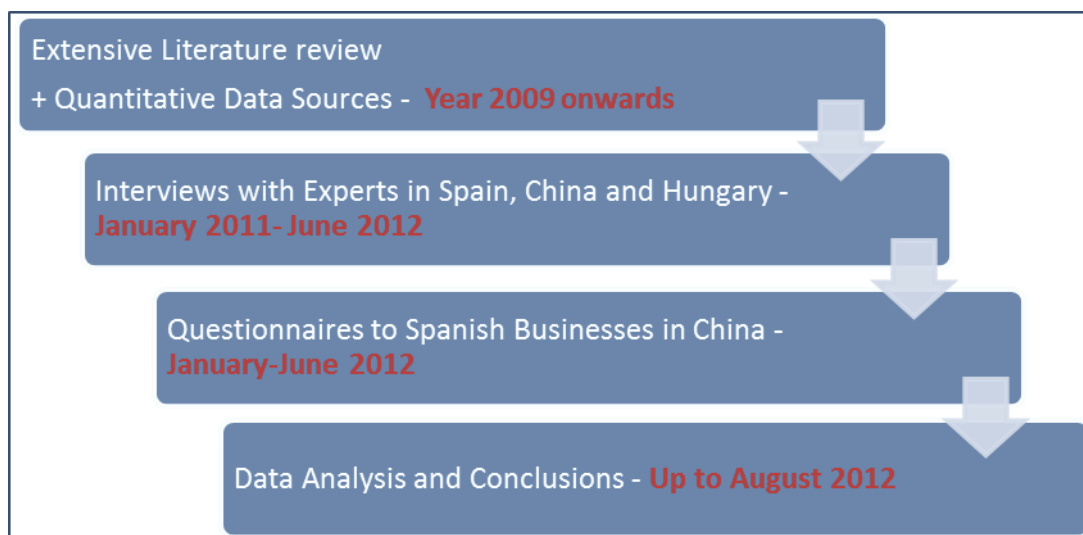 Extensive Literature review
+ Quantitative Data Sources - Year 2009 onwards
Interviews with Experts in Spain, China and Hungary -
January 2011- June 2012
Questionnaires to Spanish Businesses in China -
January-June 2012
Data Analysis and Conclusions - Up to August 2012